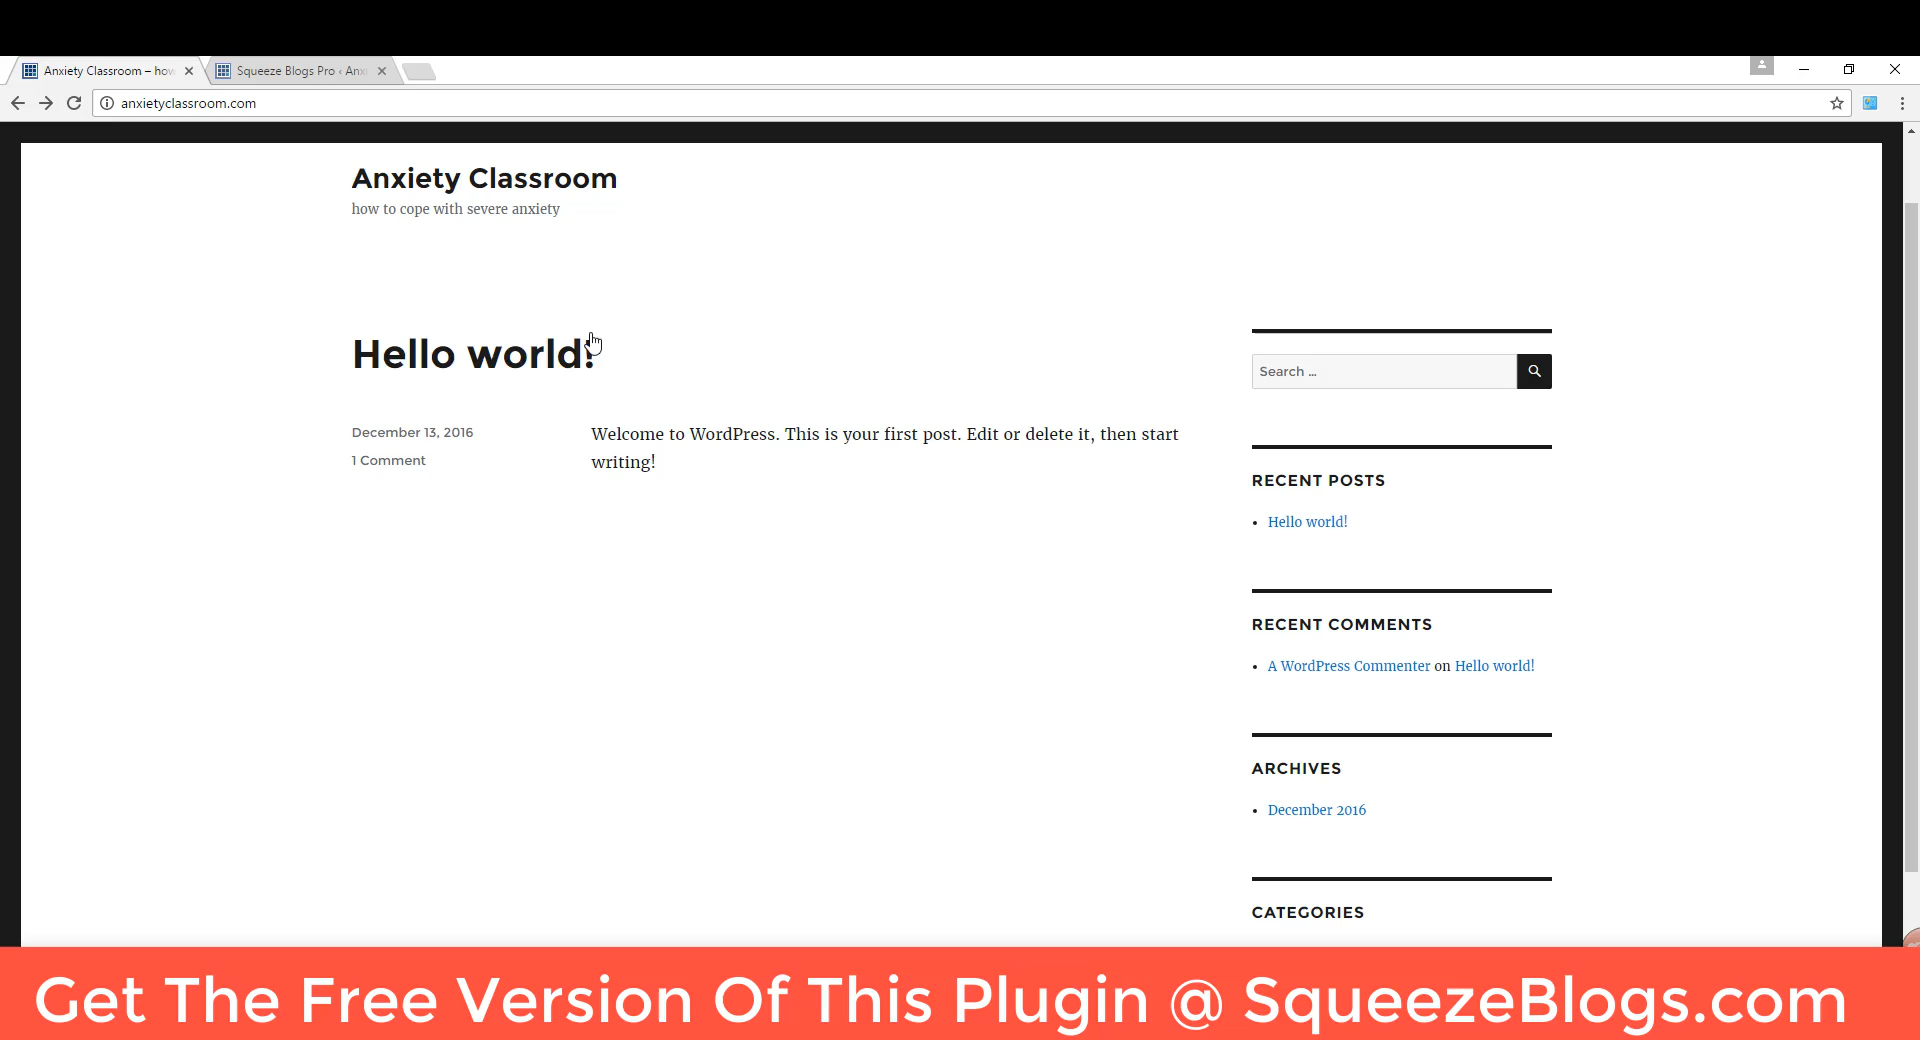 Anxiety Classroom – how
Squeeze Blogs Pro ‹ Anx
anxietyclassroom.com
Anxiety Classroom
how to cope with severe anxiety
Hello world!
December 13, 2016
1 Comment
Welcome to WordPress. This is your first post. Edit or delete it, then start
writing!
Search ...
RECENT POSTS
• Hello world!
RECENT COMMENTS
• A WordPress Commenter on Hello world!
ARCHIVES
• December 2016
CATEGORIES
Get The Free Version Of This Plugin @ SqueezeBlogs.com